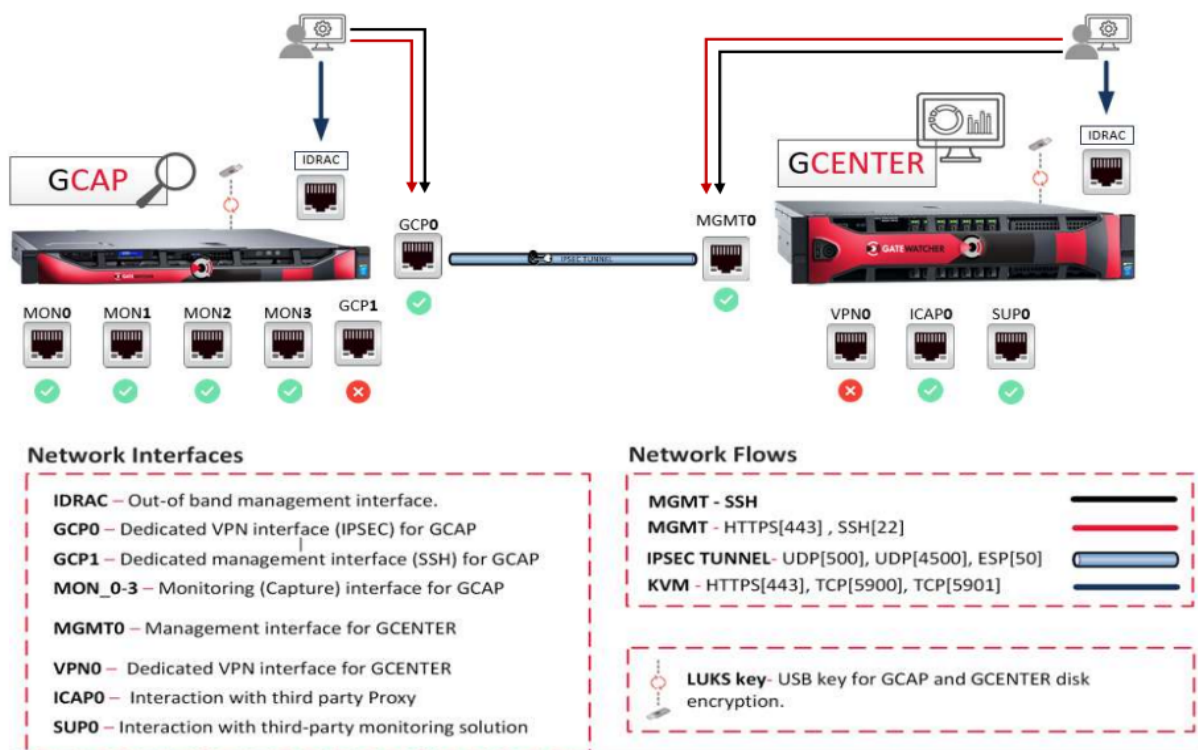 IDRAC
GCAP
GCP0
IPSEC TUNNEL
MGMT0
GCENTER
IDRAC
GATEWATCHER
GATEWATCHER
MON0
MON1
MON2
MON3
GCP1
VPN0
ICAP0
SUP0
Network Interfaces
IDRAC – Out-of band management interface.
GCP0 – Dedicated VPN interface (IPSEC) for GCAP
GCP1 – Dedicated management interface (SSH) for GCAP
MON_0-3 – Monitoring (Capture) interface for GCAP
MGMT0 – Management interface for GCENTER
VPN0 – Dedicated VPN interface for GCENTER
ICAP0 – Interaction with third party Proxy
SUP0 – Interaction with third-party monitoring solution
Network Flows
MGMT - SSH
MGMT - HTTPS[443] , SSH[22]
IPSEC TUNNEL- UDP[500], UDP[4500], ESP[50]
KVM - HTTPS[443], TCP[5900], TCP[5901]
LUKS key- USB key for GCAP and GCENTER disk
encryption.